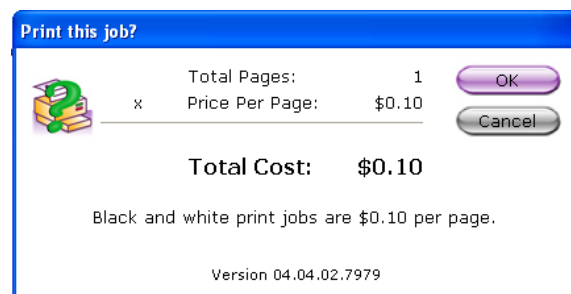 Print this job?
Total Pages: 1
x Price Per Page: $0.10
OK
Cancel
Total Cost: $0.10
Black and white print jobs are $0.10 per page.
Version 04.04.02.7979